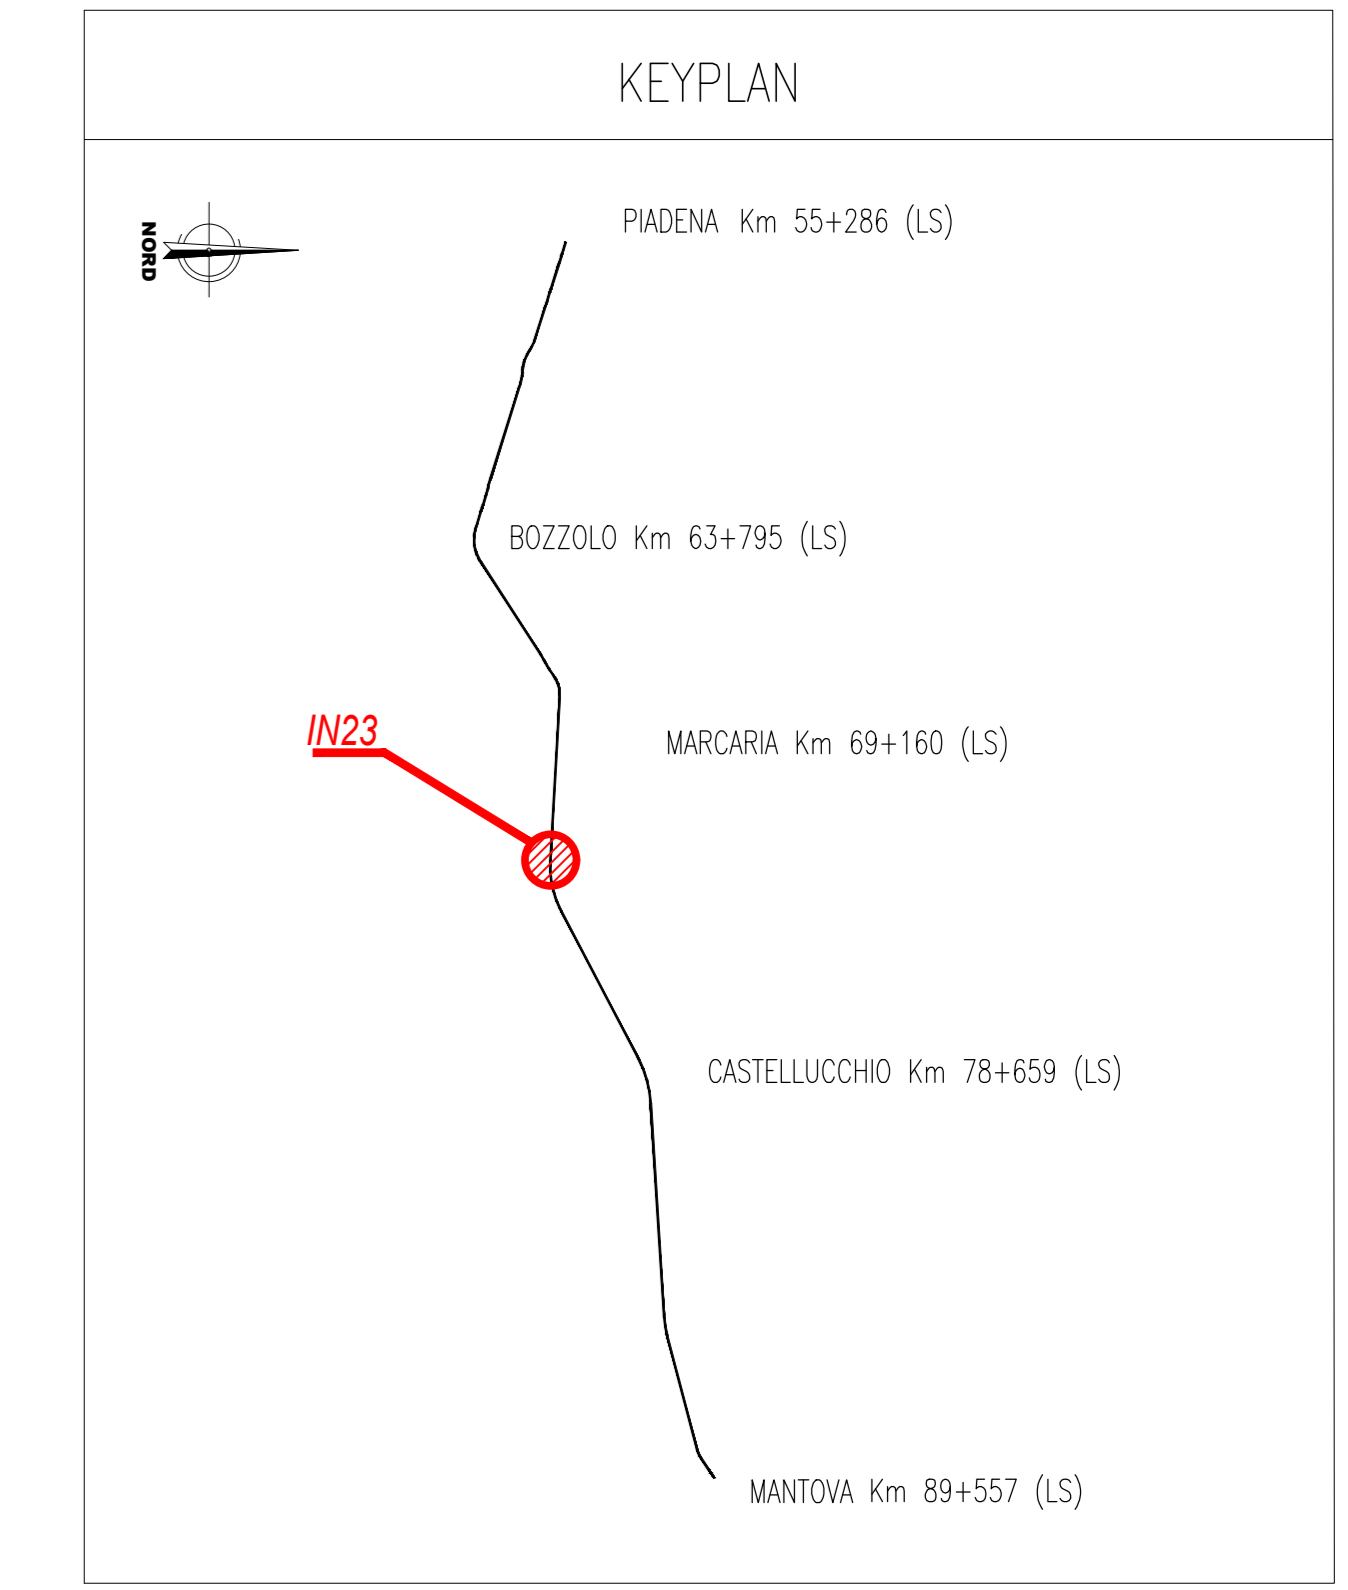 KEYPLAN
NORD
PIADENA Km 55+286 (LS)
BOZZOLO Km 63+795 (LS)
IN23
MARCARIA Km 69+160 (LS)
CASTELLUCCHIO Km 78+659 (LS)
MANTOVA Km 89+557 (LS)